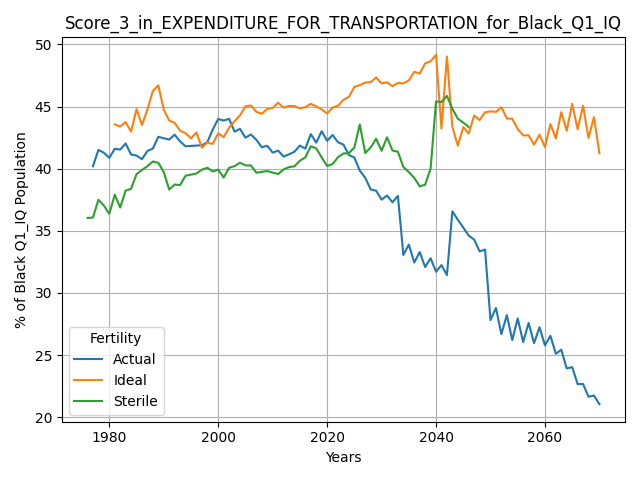 Score_3_in_EXPENDITURE_FOR_TRANSPORTATION_for_Black_Q1_IQ
50
45
40
35
30
25
20
% of Black Q1_IQ Population
Fertility
Actual
Ideal
Sterile
1980 2000 2020 2040 2060
Years